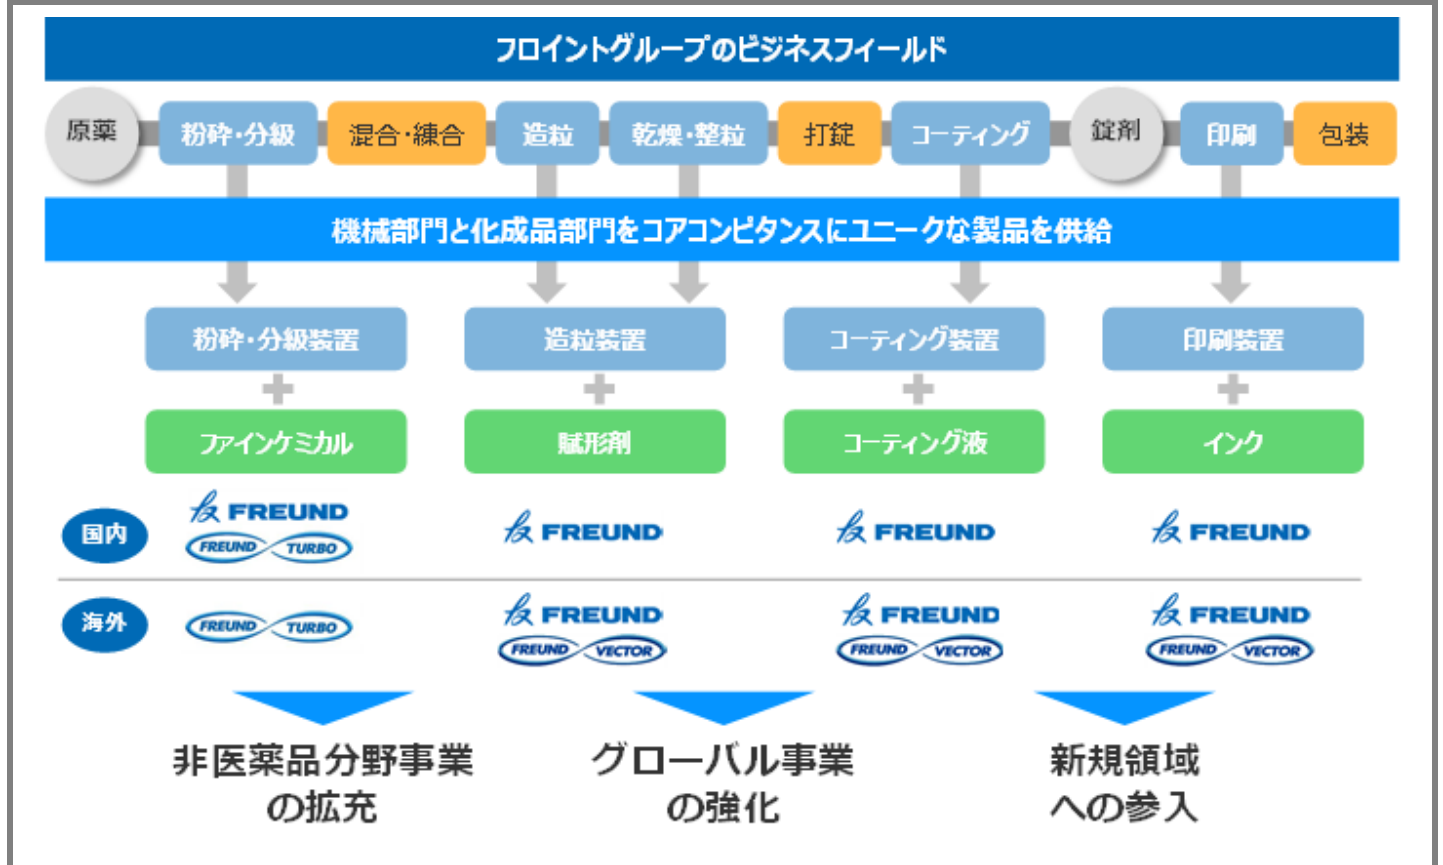 フロイントグループのビジネスフィールド
原薬 粉砕・分級 混合・練合 造粒 乾燥・整粒 打錠 コーティング 錠剤 印刷 包装
機械部門と化成品部門をコアコンピタンスにユニークな製品を供給
粉砕・分級装置 造粒装置 コーティング装置 印刷装置
ファインケミカル 賦形剤 コーティング液 インク
国内 FREUND FREUND FREUND FREUND
FREUND TURBO
海外 FREUND TURBO FREUND FREUND FREUND
FREUND VECTOR FREUND VECTOR FREUND VECTOR
非医薬品分野事業
の拡充
グローバル事業
の強化
新規領域
への参入